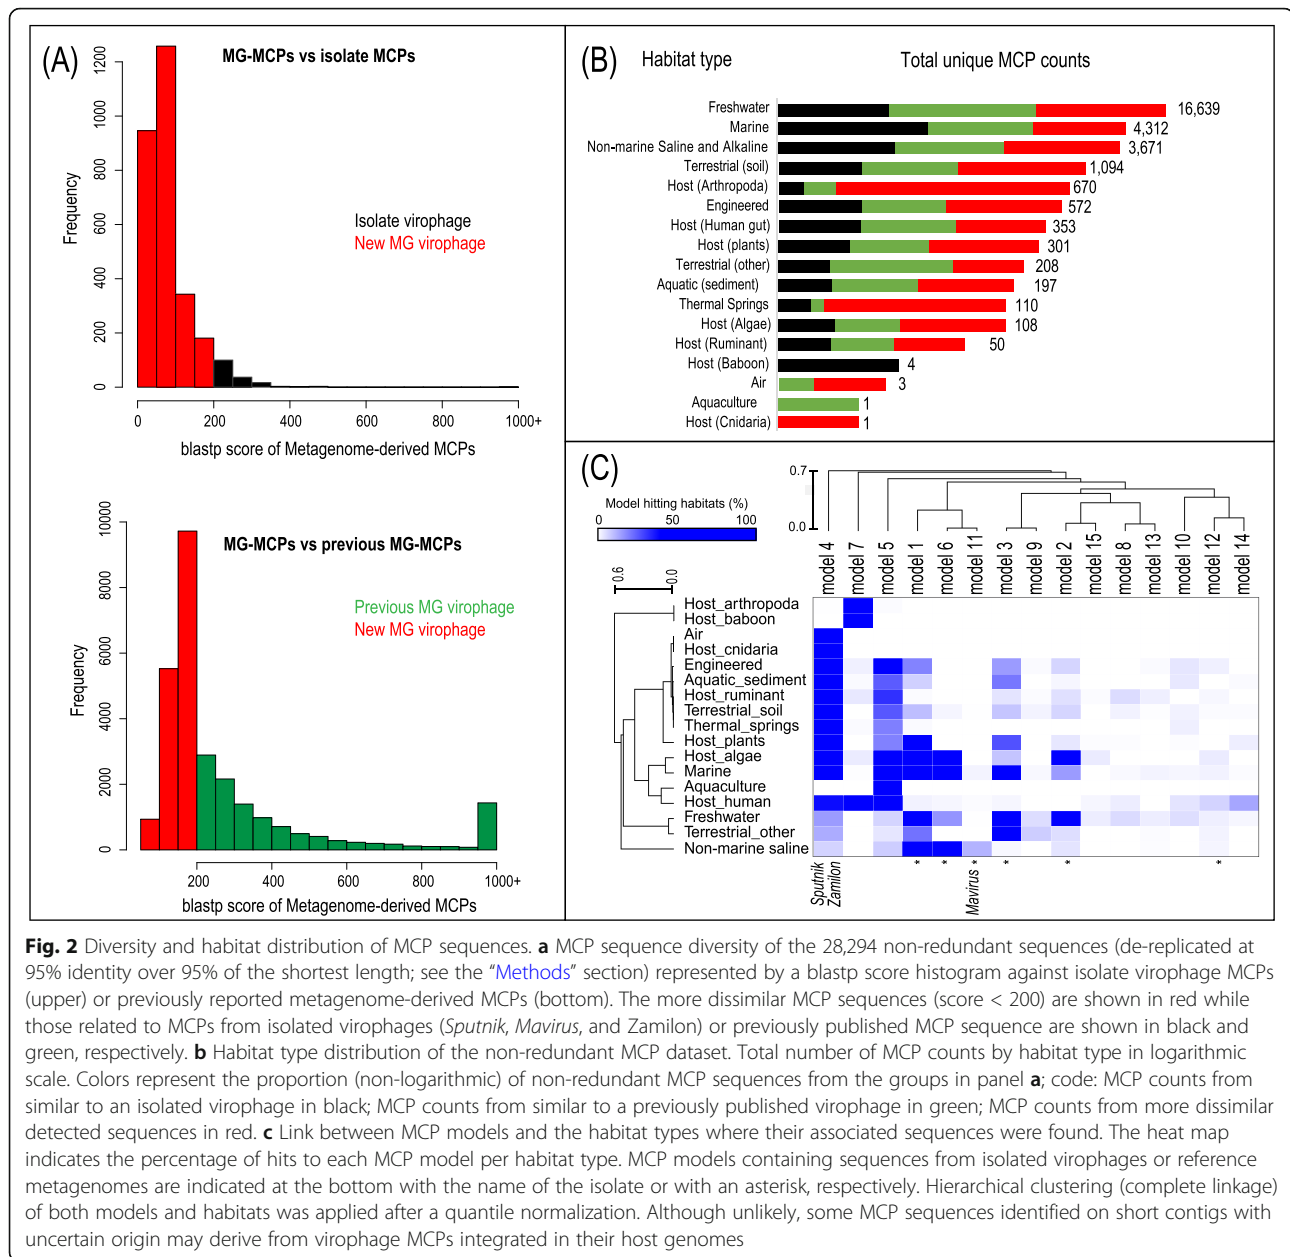 (A)
MG-MCPs vs isolate MCPs
Frequency
0
200
400
600
800
1000
1200
Isolate virophage
New MG virophage
0 200 400 600 800 1000+
blastp score of Metagenome-derived MCPs
MG-MCPs vs previous MG-MCPs
Frequency
0
2000
4000
6000
8000
10000
Previous MG virophage
New MG virophage
200 400 600 800 1000+
blastp score of Metagenome-derived MCPs
(B)
Habitat type Total unique MCP counts
Freshwater 16,639
Marine 4,312
Non-marine Saline and Alkaline 3,671
Terrestrial (soil) 1,094
Host (Arthropoda) 670
Engineered 572
Host (Human gut) 353
Host (plants) 301
Terrestrial (other) 208
Aquatic (sediment) 197
Thermal Springs 110
Host (Algae) 108
Host (Ruminant) 50
Host (Baboon) 4
Air 3
Aquaculture 1
Host (Cnidaria) 1
(C)
Model hitting habitats (%)
0 50 100
0.7
0.0
0.6 0.0
model 4
model 7
model 5
model 1
model 6
model 11
model 3
model 9
model 2
model 15
model 8
model 13
model 10
model 12
model 14
Host_arthropoda
Host_baboon
Air
Host_cnidaria
Engineered
Aquatic_sediment
Host_ruminant
Terrestrial_soil
Thermal_springs
Host_plants
Host_algae
Marine
Aquaculture
Host_human
Freshwater
Terrestrial_other
Non-marine saline
Sputnik
Zamilon
*
*
Mavirus *
*
*
*
Fig. 2 Diversity and habitat distribution of MCP sequences. a MCP sequence diversity of the 28,294 non-redundant sequences (de-replicated at
95% identity over 95% of the shortest length; see the “Methods” section) represented by a blastp score histogram against isolate virophage MCPs
(upper) or previously reported metagenome-derived MCPs (bottom). The more dissimilar MCP sequences (score < 200) are shown in red while
those related to MCPs from isolated virophages (Sputnik, Mavirus, and Zamilon) or previously published MCP sequence are shown in black and
green, respectively. b Habitat type distribution of the non-redundant MCP dataset. Total number of MCP counts by habitat type in logarithmic
scale. Colors represent the proportion (non-logarithmic) of non-redundant MCP sequences from the groups in panel a; code: MCP counts from
similar to an isolated virophage in black; MCP counts from similar to a previously published virophage in green; MCP counts from more dissimilar
detected sequences in red. c Link between MCP models and the habitat types where their associated sequences were found. The heat map
indicates the percentage of hits to each MCP model per habitat type. MCP models containing sequences from isolated virophages or reference
metagenomes are indicated at the bottom with the name of the isolate or with an asterisk, respectively. Hierarchical clustering (complete linkage)
of both models and habitats was applied after a quantile normalization. Although unlikely, some MCP sequences identified on short contigs with
uncertain origin may derive from virophage MCPs integrated in their host genomes